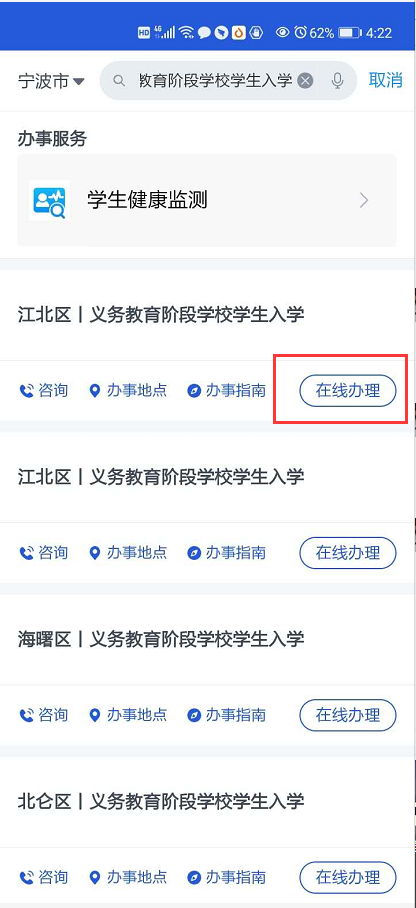 HD 4G 62% 4:22
宁波市 教育阶段学校学生入学 取消
办事服务
学生健康监测
江北区丨义务教育阶段学校学生入学
咨询 办事地点 办事指南 在线办理
江北区丨义务教育阶段学校学生入学
咨询 办事地点 办事指南 在线办理
海曙区丨义务教育阶段学校学生入学
咨询 办事地点 办事指南 在线办理
北仑区丨义务教育阶段学校学生入学
咨询 办事地点 办事指南 在线办理